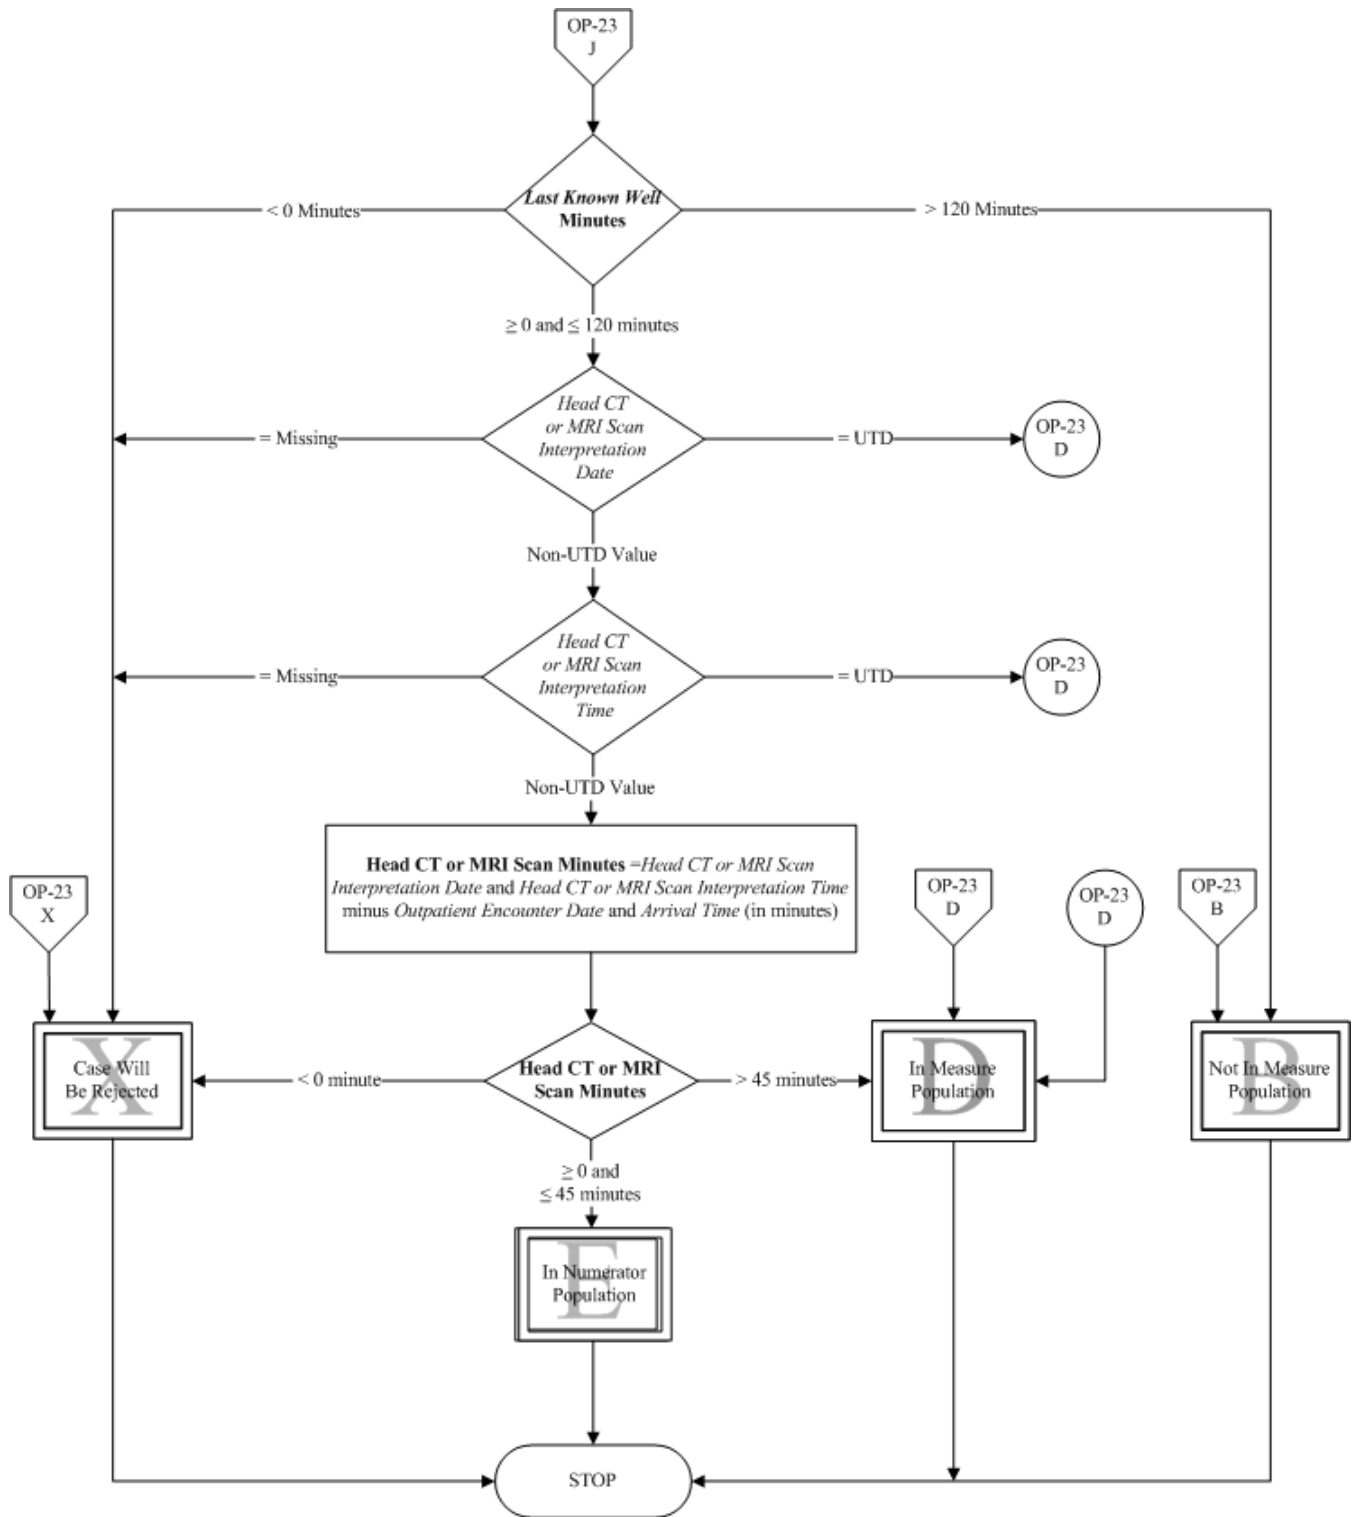 OP-23
J
Last Known Well
Minutes
< 0 Minutes
> 120 Minutes
≥ 0 and ≤ 120 minutes
Head CT
or MRI Scan
Interpretation
Date
= Missing
= UTD
OP-23
D
Non-UTD Value
Head CT
or MRI Scan
Interpretation
Time
= Missing
= UTD
OP-23
D
Non-UTD Value
Head CT or MRI Scan Minutes =Head CT or MRI Scan
Interpretation Date and Head CT or MRI Scan Interpretation Time
minus Outpatient Encounter Date and Arrival Time (in minutes)
OP-23
X
OP-23
D
OP-23
D
OP-23
B
X
Case Will
Be Rejected
< 0 minute
Head CT or MRI
Scan Minutes
> 45 minutes
D
In Measure
Population
B
Not In Measure
Population
≥ 0 and
≤ 45 minutes
E
In Numerator
Population
STOP